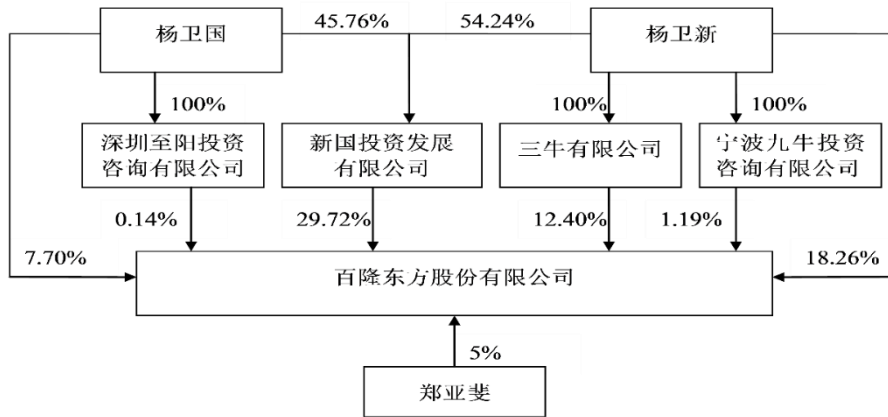 杨卫国
45.76%
54.24%
杨卫新
100%
100%
100%
深圳至阳投资
咨询有限公司
新国投资发展
有限公司
三牛有限公司
宁波九牛投资
咨询有限公司
0.14%
29.72%
12.40%
1.19%
7.70%
百隆东方股份有限公司
18.26%
5%
郑亚斐